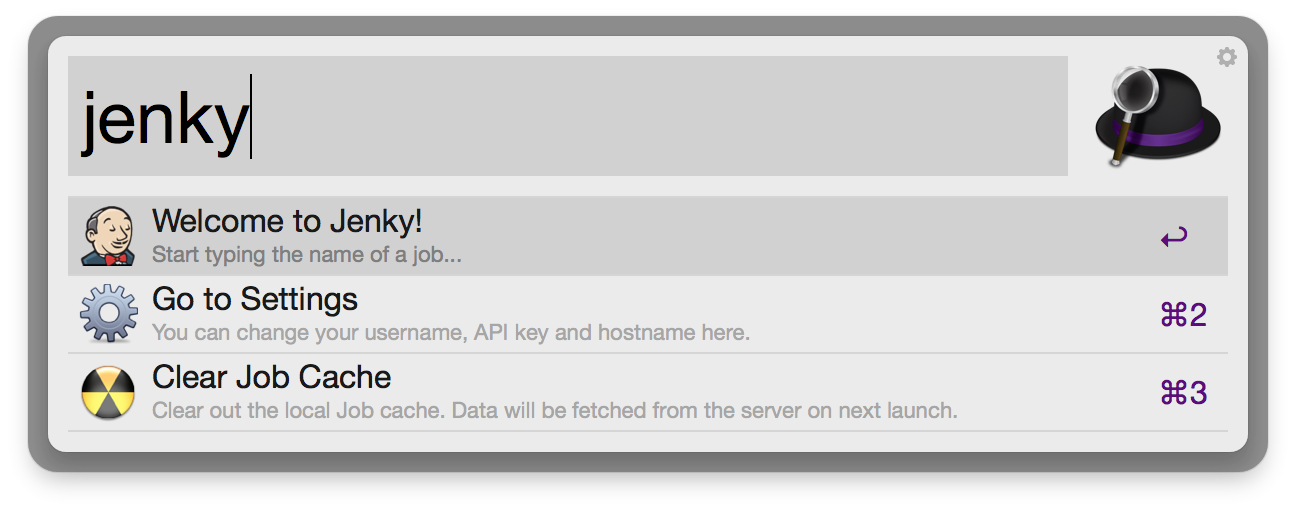 jenky
Welcome to Jenky!
Start typing the name of a job...
↩
Go to Settings
You can change your username, API key and hostname here.
⌘2
Clear Job Cache
Clear out the local Job cache. Data will be fetched from the server on next launch.
⌘3